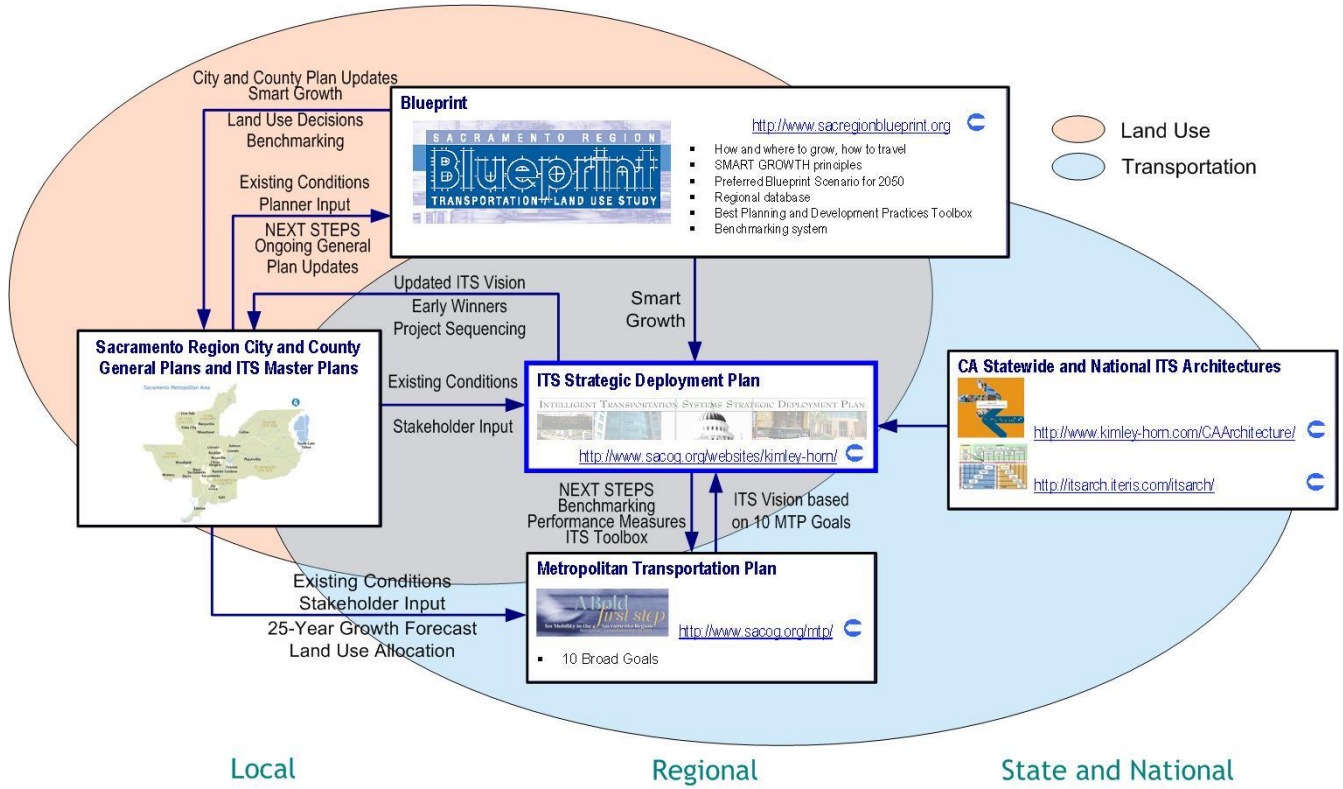 City and County Plan Updates
Smart Growth
Land Use Decisions
Benchmarking
Existing Conditions
Planner Input
NEXT STEPS
Ongoing General
Plan Updates
Blueprint
SACRAMENTO REGION
Blueprint
TRANSPORTATION/LAND USE STUDY
http://www.sacregionblueprint.org
▪ How and where to grow, how to travel
▪ SMART GROWTH principles
▪ Preferred Blueprint Scenario for 2050
▪ Regional database
▪ Best Planning and Development Practices Toolbox
▪ Benchmarking system
Land Use
Transportation
Updated ITS Vision
Early Winners
Project Sequencing
Smart
Growth
Sacramento Region City and County
General Plans and ITS Master Plans
Sacramento Metropolitan Area
Existing Conditions
Stakeholder Input
ITS Strategic Deployment Plan
INTELLIGENT TRANSPORTATION SYSTEMS STRATEGIC DEPLOYMENT PLAN
http://www.sacog.org/websites/kimley-horn/
CA Statewide and National ITS Architectures
http://www.kimley-horn.com/CAArchitecture/
http://itsarch.iteris.com/itsarch/
NEXT STEPS
Benchmarking
Performance Measures
ITS Toolbox
ITS Vision based
on 10 MTP Goals
Existing Conditions
Stakeholder Input
25-Year Growth Forecast
Land Use Allocation
Metropolitan Transportation Plan
A Bold
first step
for Mobility in the Sacramento Region
http://www.sacog.org/mtp/
▪ 10 Broad Goals
Local
Regional
State and National